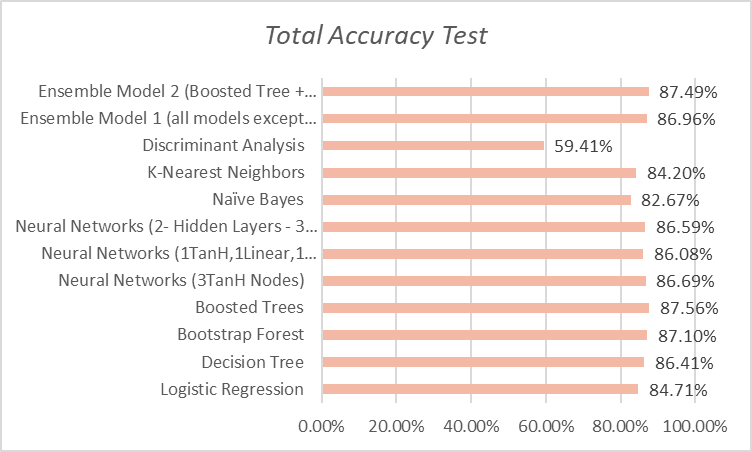 Total Accuracy Test
Ensemble Model 2 (Boosted Tree +... 87.49%
Ensemble Model 1 (all models except... 86.96%
Discriminant Analysis 59.41%
K-Nearest Neighbors 84.20%
Naïve Bayes 82.67%
Neural Networks (2- Hidden Layers - 3... 86.59%
Neural Networks (1TanH,1Linear,1... 86.08%
Neural Networks (3TanH Nodes) 86.69%
Boosted Trees 87.56%
Bootstrap Forest 87.10%
Decision Tree 86.41%
Logistic Regression 84.71%
0.00% 20.00% 40.00% 60.00% 80.00% 100.00%